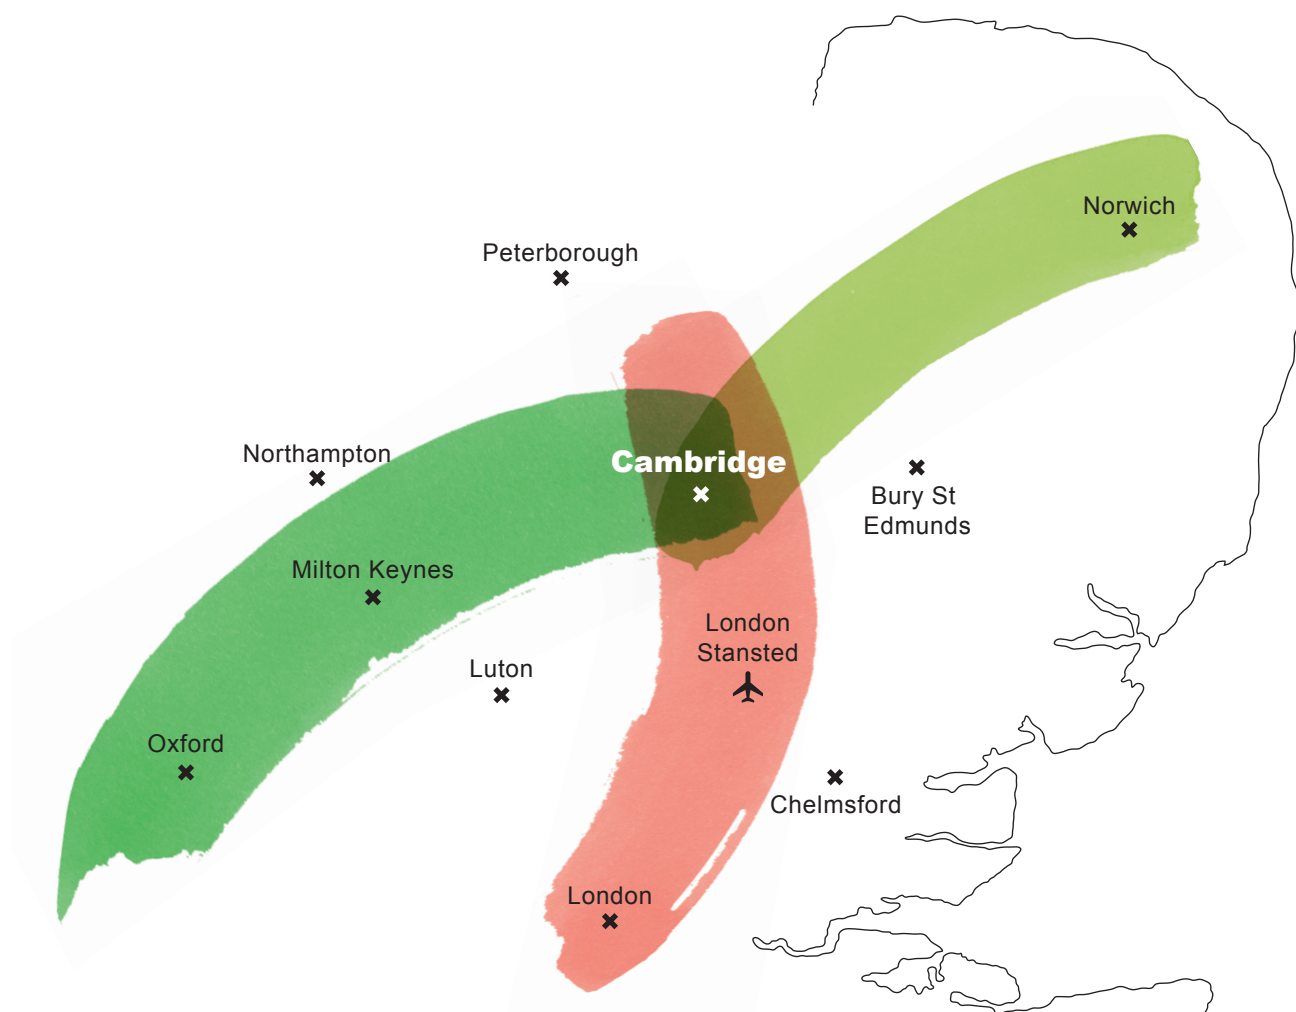 Norwich
Peterborough
Northampton
Cambridge
Bury St
Edmunds
Milton Keynes
London
Stansted
Luton
Oxford
Chelmsford
London